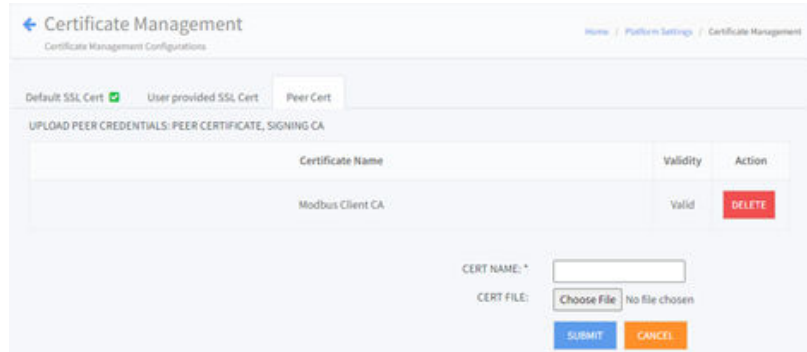 Certificate Management
Certificate Management Configurations
Home / Platform Settings / Certificate Management
Default SSL Cert User provided SSL Cert Peer Cert
UPLOAD PEER CREDENTIALS: PEER CERTIFICATE, SIGNING CA
Certificate Name Validity Action
Modbus Client CA Valid DELETE
CERT NAME: *
CERT FILE: Choose File No file chosen
SUBMIT CANCEL